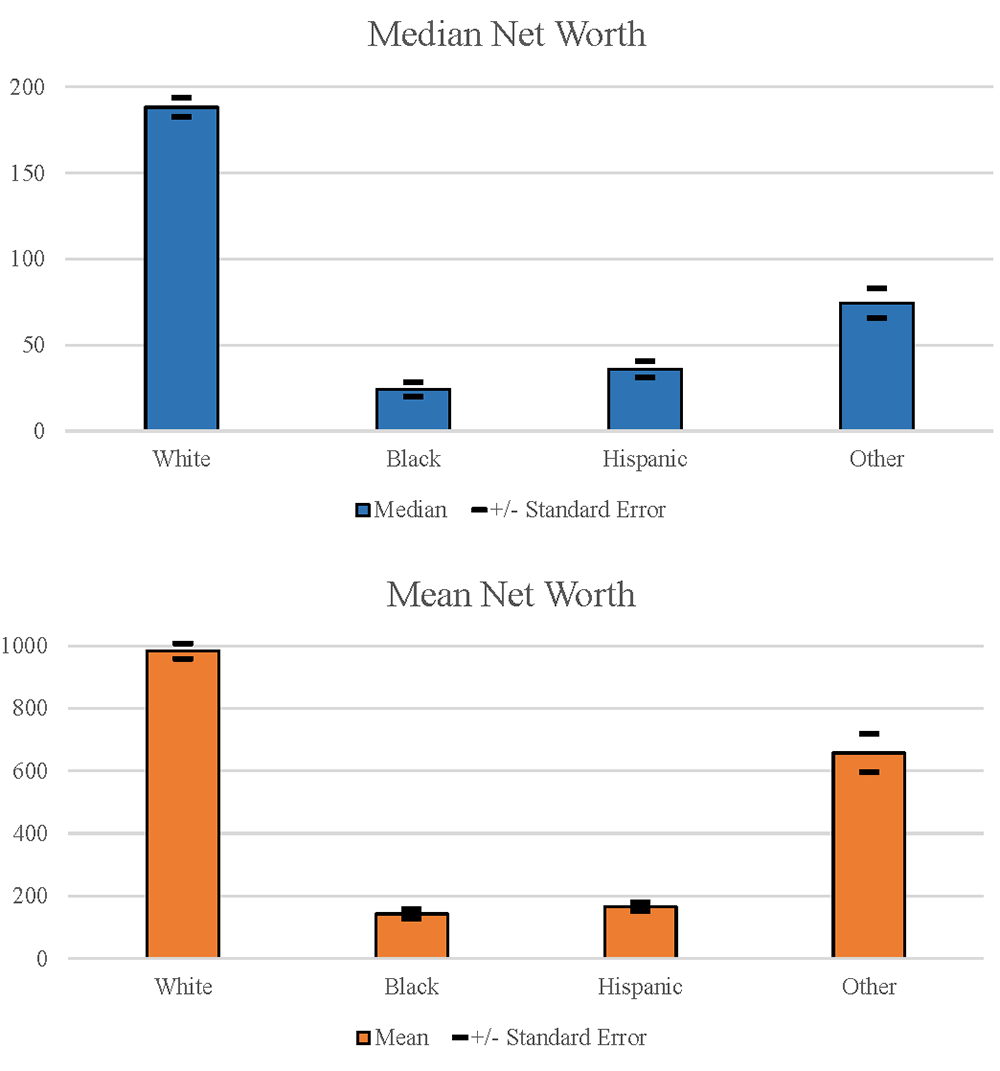 Median Net Worth
200
150
100
50
0
White Black Hispanic Other
Median +/- Standard Error
Mean Net Worth
1000
800
600
400
200
0
White Black Hispanic Other
Mean +/- Standard Error